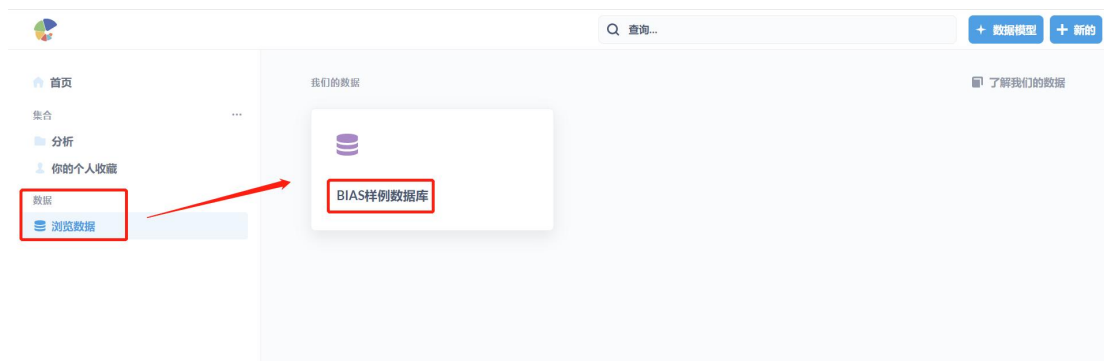 查询...
+ 数据模型
+ 新的
首页
集合
...
分析
你的个人收藏
数据
浏览数据
我们的数据
了解我们的数据
BIAS样例数据库